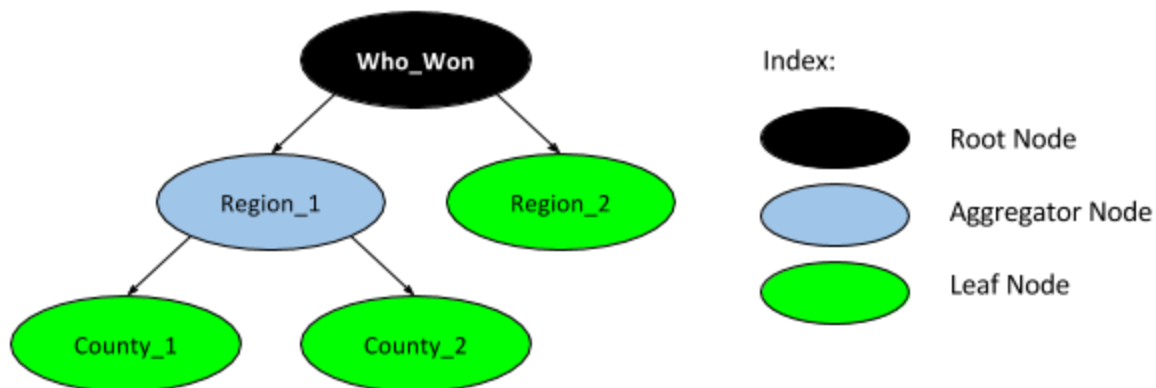 Who_Won
Region_1
Region_2
County_1
County_2
Index:
Root Node
Aggregator Node
Leaf Node